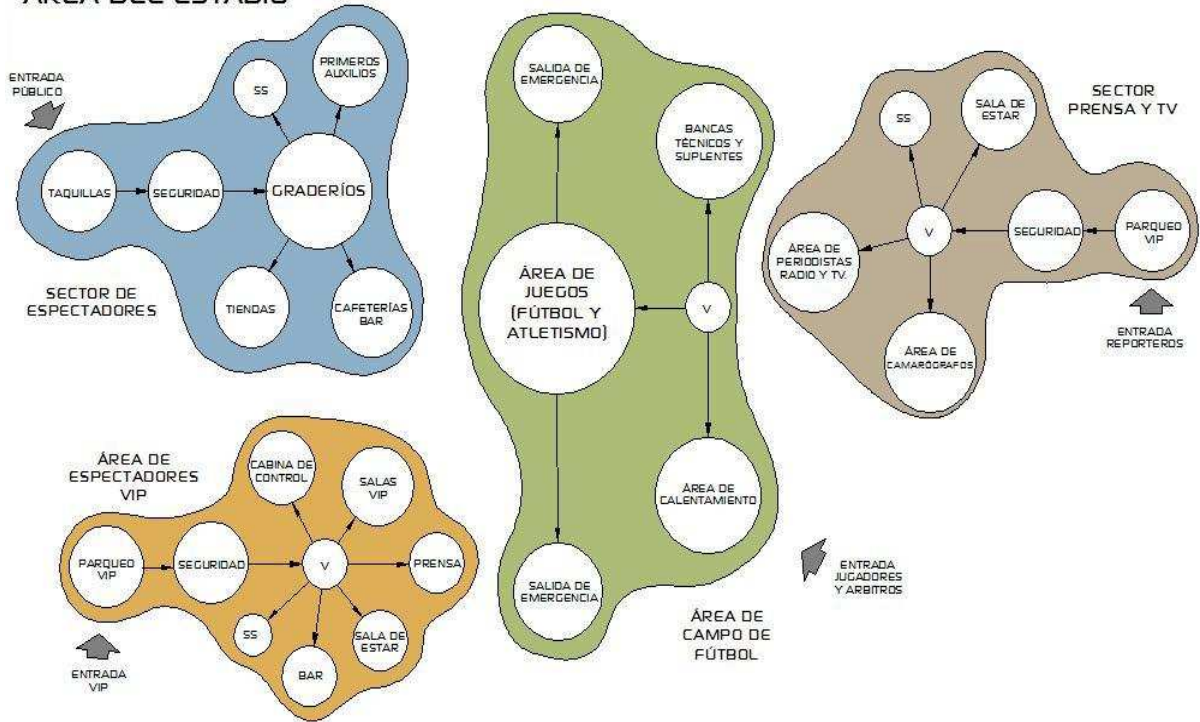 ÁREA DEL ESTADIO
ENTRADA
PÚBLICO
SS
PRIMEROS
AUXILIOS
TAQUILLAS
SEGURIDAD
GRADERÍOS
TIENDAS
CAFETERÍAS
BAR
SECTOR DE
ESPECTADORES
SALIDA DE
EMERGENCIA
BANCAS
TÉCNICOS Y
SUPLENTES
ÁREA DE
JUEGOS
(FÚTBOL Y
ATLETISMO)
V
ÁREA DE
CALENTAMIENTO
SALIDA DE
EMERGENCIA
ENTRADA
JUGADORES
Y ARBITROS
ÁREA DE
CAMPO DE
FÚTBOL
SECTOR
PRENSA Y TV
SS
SALA DE
ESTAR
V
SEGURIDAD
PARQUEO
VIP
ÁREA DE
PERIODISTAS
RADIO Y TV.
ÁREA DE
CAMARÓGRAFOS
ENTRADA
REPORTEROS
ÁREA DE
ESPECTADORES
VIP
CABINA DE
CONTROL
SALAS
VIP
PARQUEO
VIP
SEGURIDAD
V
PRENSA
SS
BAR
SALA DE
ESTAR
ENTRADA
VIP